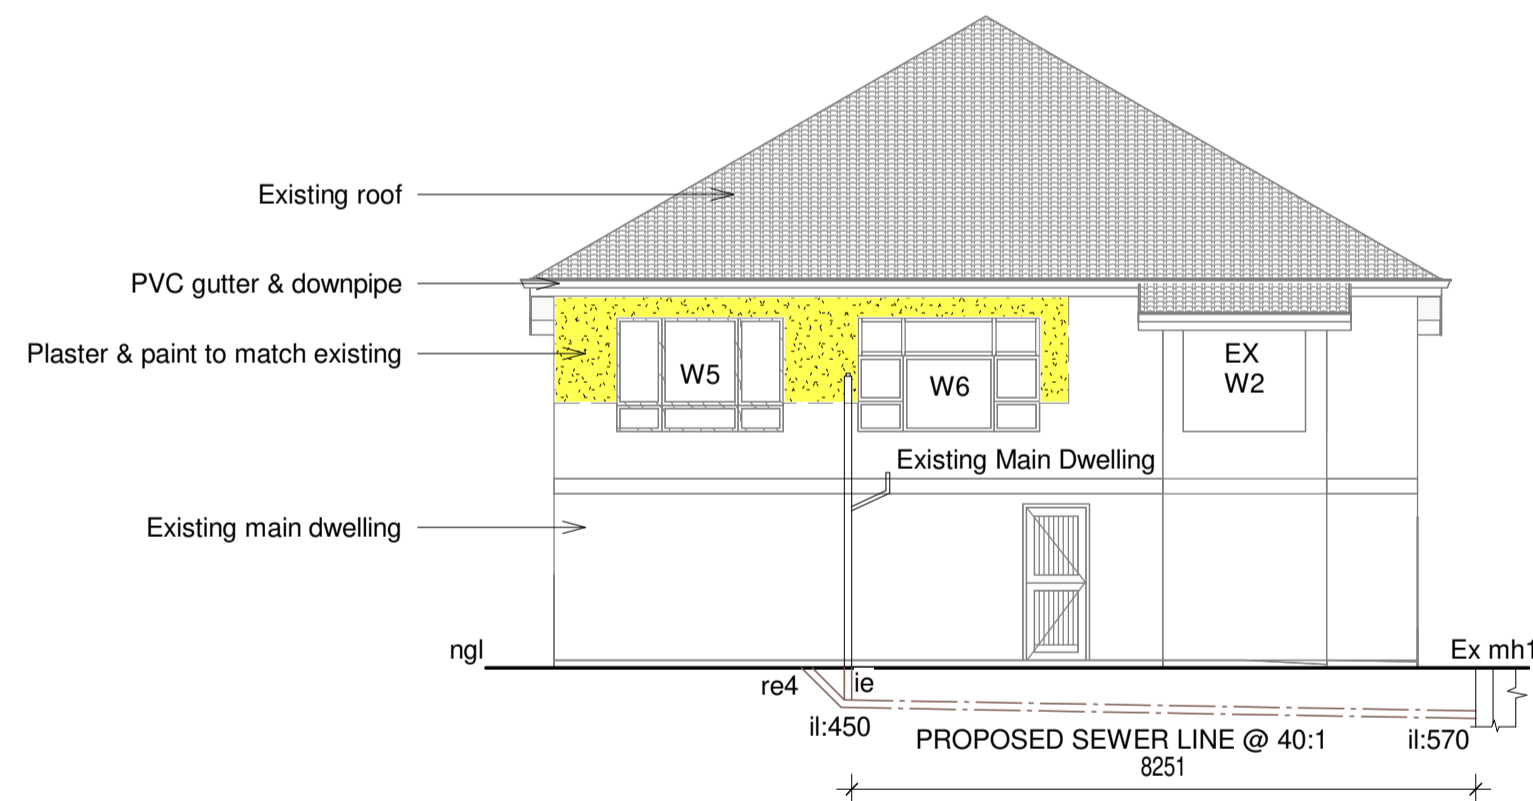 Existing roof
PVC gutter & downpipe
Plaster & paint to match existing
W5
W6
EX
W2
Existing Main Dwelling
Existing main dwelling
ngl
Ex mh1
re4
ie
il:450
PROPOSED SEWER LINE @ 40:1
il:570
8251